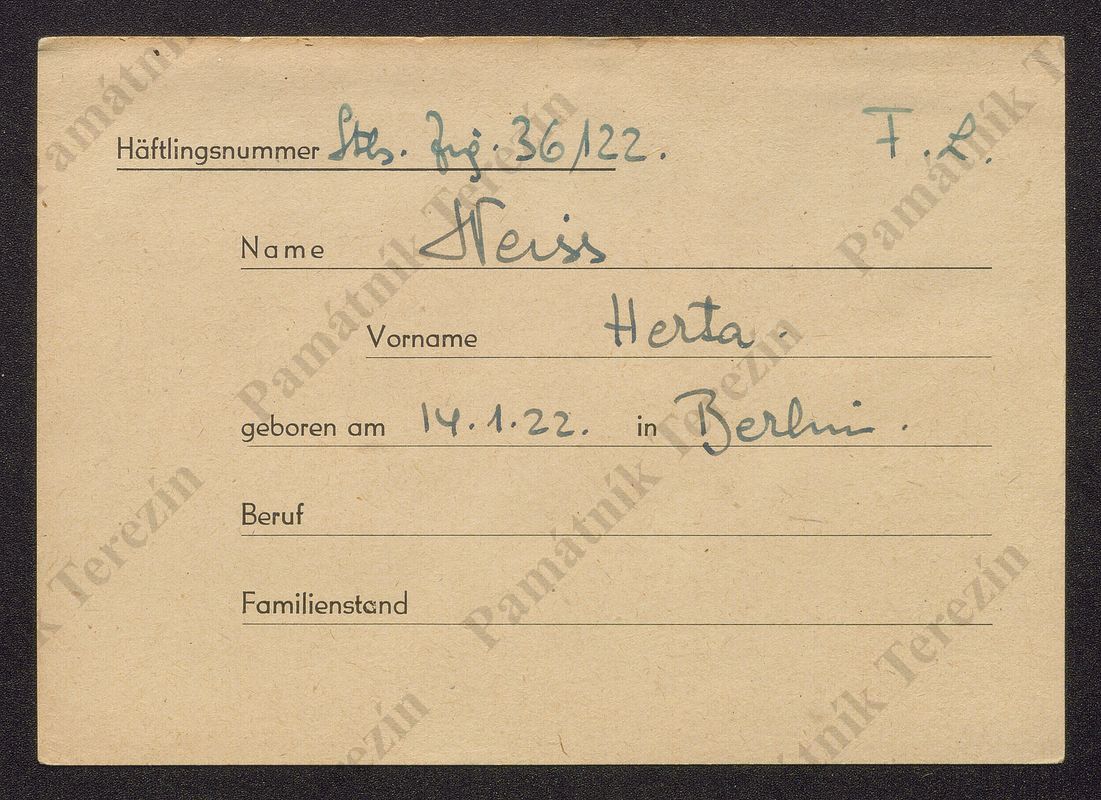 Häftlingsnummer Stls. Zug. 36/122. F. L.
Name Weiss
Vorname Herta.
geboren am 14.1.22. in Berlin.
Beruf
Familienstand
Památník Terezín